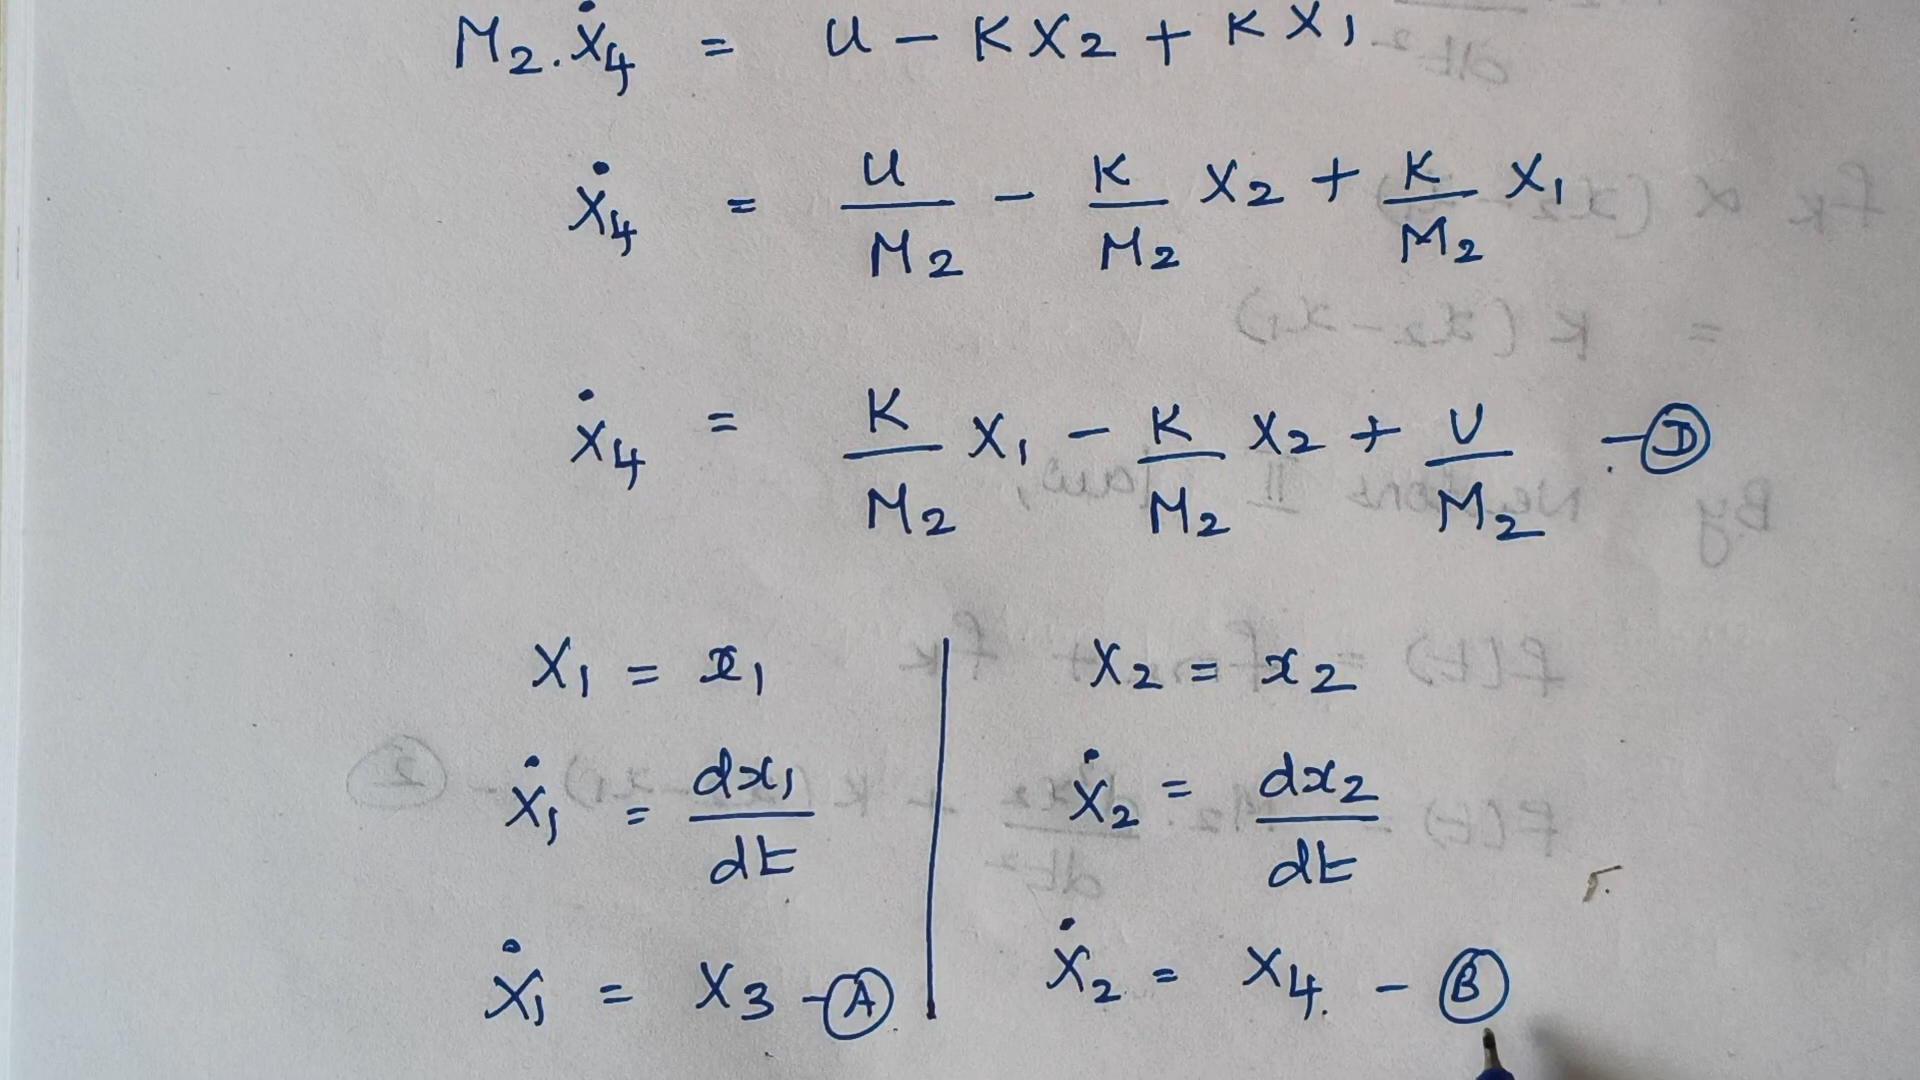 M₂.Ẋ₄ = U - KX₂ + KX₁
Ẋ₄ = U/M₂ - K/M₂ X₂ + K/M₂ X₁
Ẋ₄ = K/M₂ X₁ - K/M₂ X₂ + U/M₂ - D
X₁ = x₁
Ẋ₁ = dx₁/dt
Ẋ₁ = X₃ - A
X₂ = x₂
Ẋ₂ = dx₂/dt
Ẋ₂ = X₄. - B